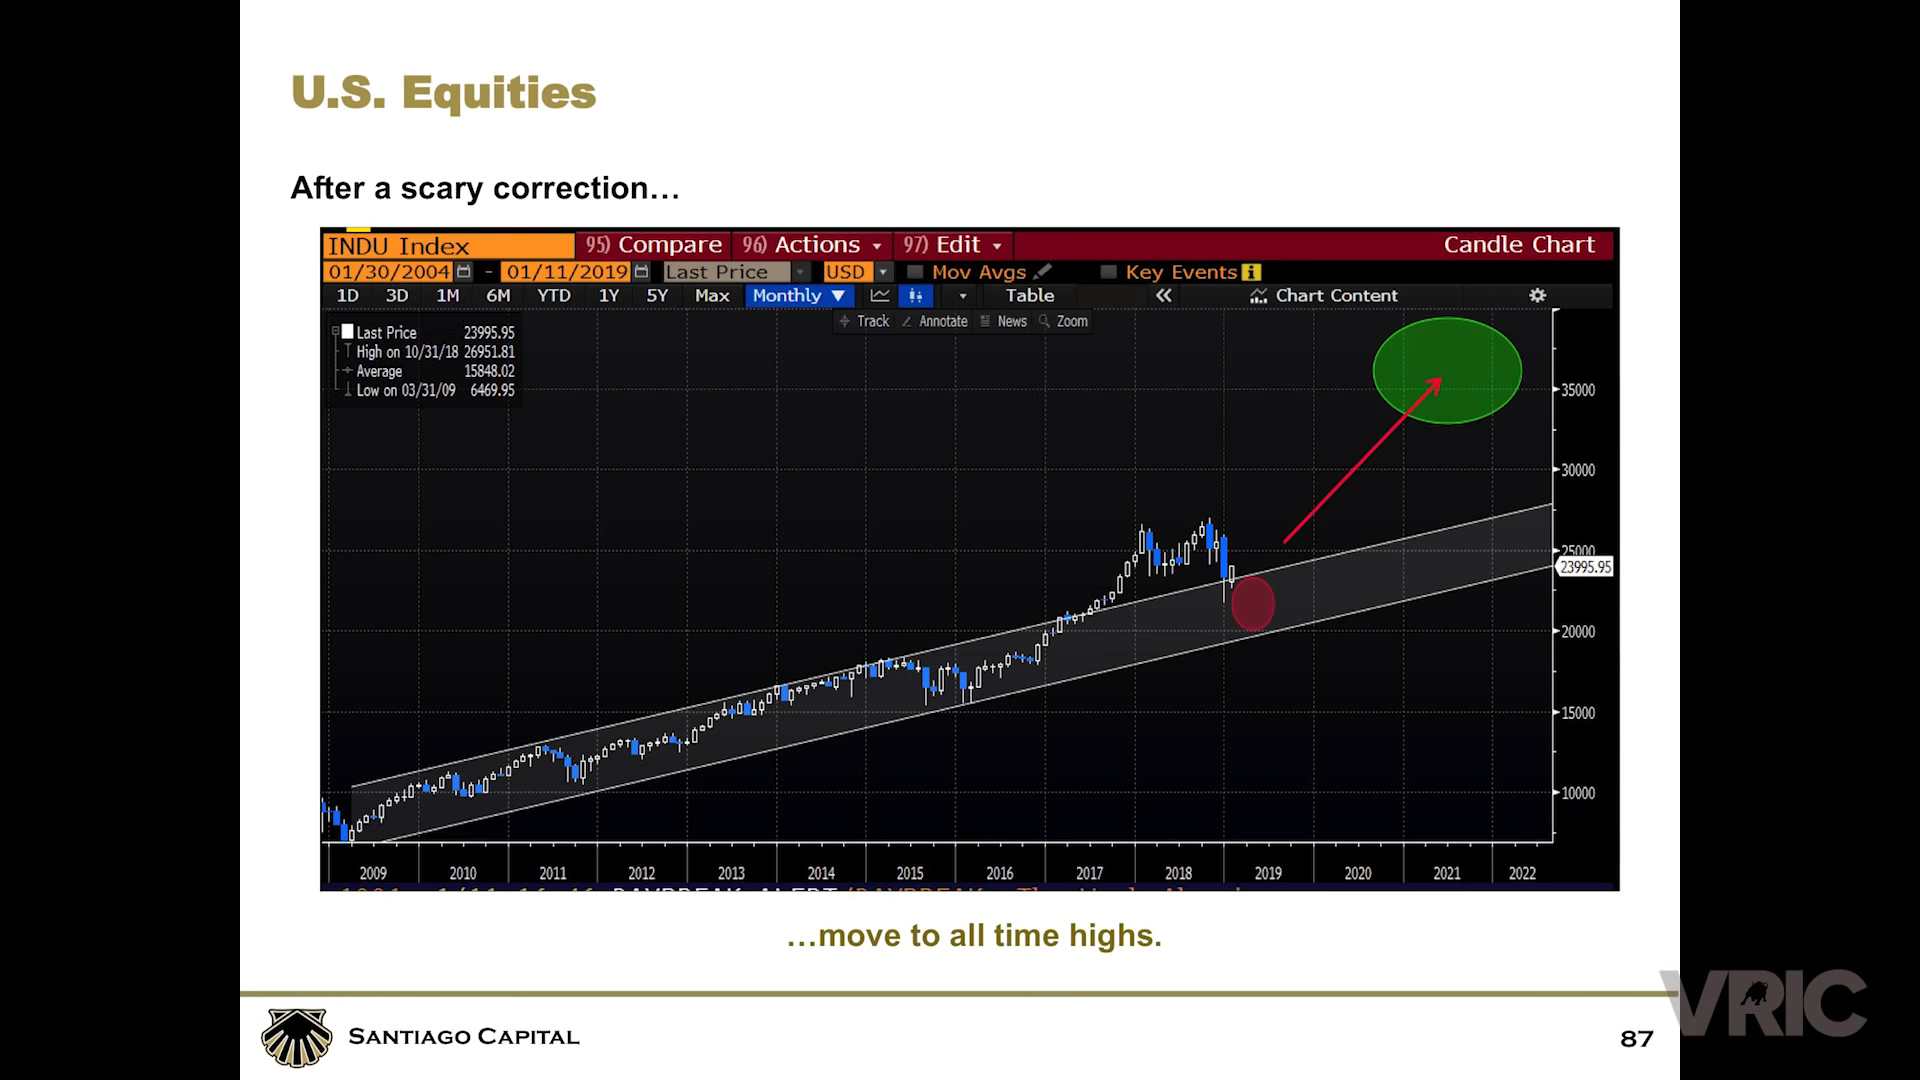 U.S. Equities
After a scary correction…
INDU Index 95) Compare 96) Actions 97) Edit Candle Chart
01/30/2004 - 01/11/2019 Last Price USD Mov Avgs Key Events
1D 3D 1M 6M YTD 1Y 5Y Max Monthly ▼ Table « Chart Content
Track Annotate News Zoom
Last Price 23995.95
High on 10/31/18 26951.81
Average 15848.02
Low on 03/31/09 6469.95
35000
30000
25000
23995.95
20000
15000
10000
2009 2010 2011 2012 2013 2014 2015 2016 2017 2018 2019 2020 2021 2022
…move to all time highs.
SANTIAGO CAPITAL
87
VRIC